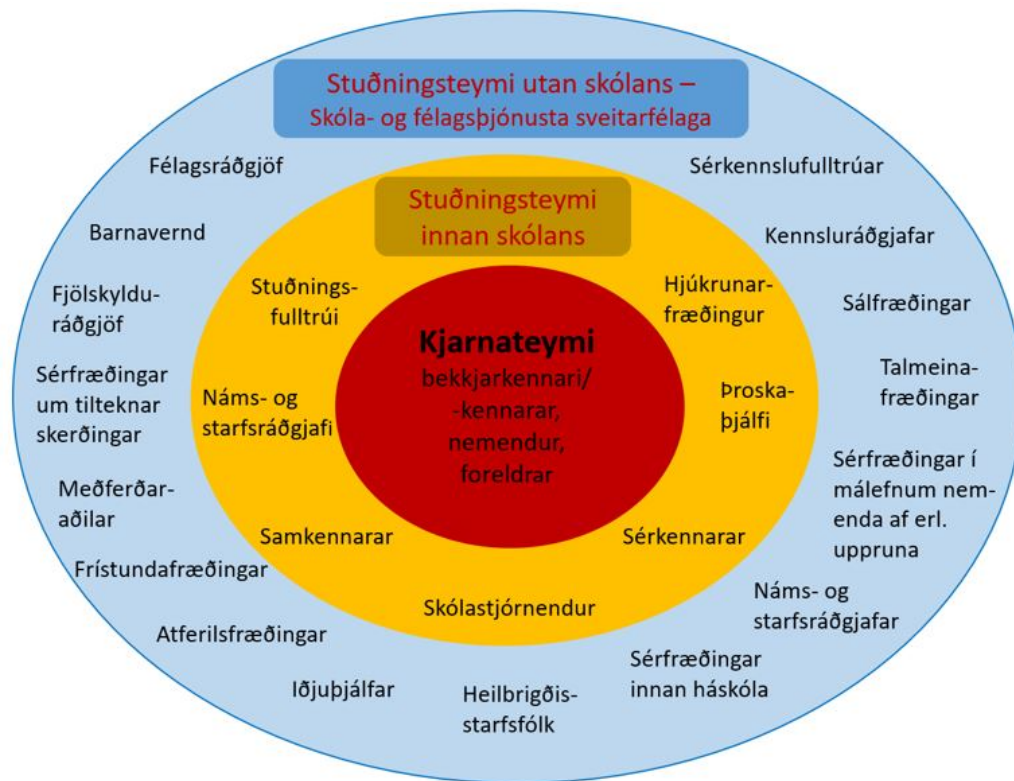 Stuðningsteymi utan skólans –
Skóla- og félagsþjónusta sveitarfélaga
Félagsráðgjöf
Sérkennslufulltrúar
Stuðningsteymi
innan skólans
Barnavernd
Kennsluráðgjafar
Fjölskyldu-
ráðgjöf
Stuðnings-
fulltrúi
Hjúkrunar-
fræðingur
Sálfræðingar
Kjarnateymi
bekkjarkennari/
-kennarar,
nemendur,
foreldrar
Sérfræðingar
um tilteknar
skerðingar
Náms- og
starfsráðgjafi
Þroska-
þjálfi
Talmeina-
fræðingar
Meðferðar-
aðilar
Sérfræðingar í
málefnum nem-
enda af erl.
uppruna
Samkennarar
Sérkennarar
Frístundafræðingar
Skólastjórnendur
Náms- og
starfsráðgjafar
Atferilsfræðingar
Iðjuþjálfar
Heilbrigðis-
starfsfólk
Sérfræðingar
innan háskóla